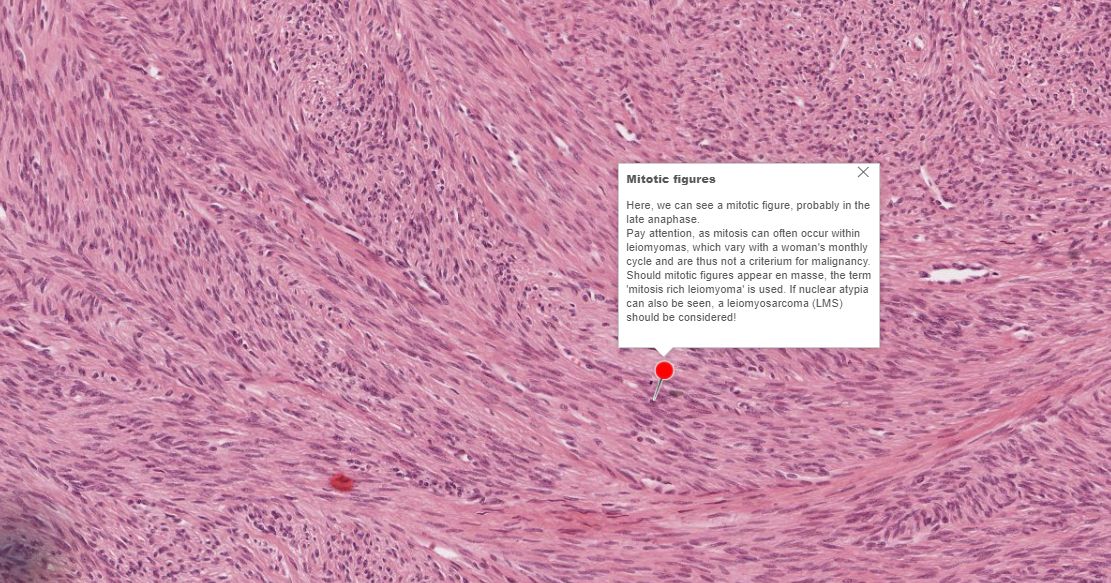 Mitotic figures
Here, we can see a mitotic figure, probably in the
late anaphase.
Pay attention, as mitosis can often occur within
leiomyomas, which vary with a woman's monthly
cycle and are thus not a criterium for malignancy.
Should mitotic figures appear en masse, the term
'mitosis rich leiomyoma' is used. If nuclear atypia
can also be seen, a leiomyosarcoma (LMS)
should be considered!